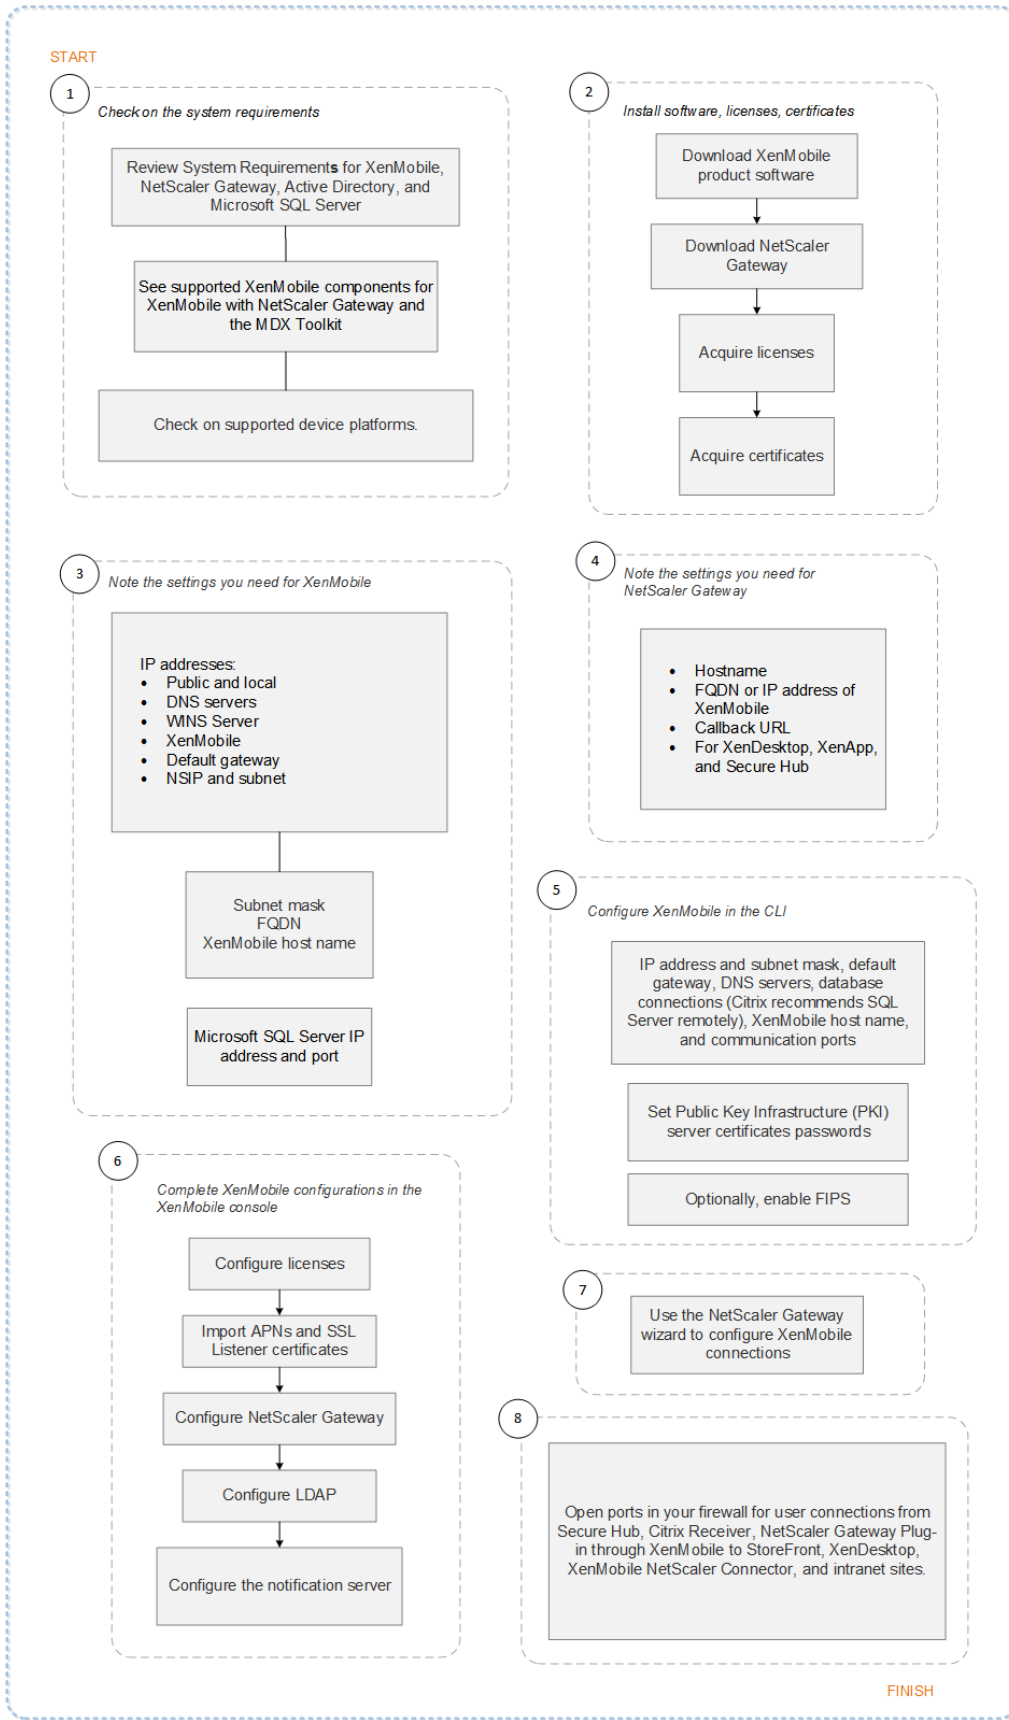 START
1
Check on the system requirements
Review System Requirements for XenMobile,
NetScaler Gateway, Active Directory, and
Microsoft SQL Server
See supported XenMobile components for
XenMobile with NetScaler Gateway and
the MDX Toolkit
Check on supported device platforms.
2
Install software, licenses, certificates
Download XenMobile
product software
Download NetScaler
Gateway
Acquire licenses
Acquire certificates
3
Note the settings you need for XenMobile
IP addresses:
• Public and local
• DNS servers
• WINS Server
• XenMobile
• Default gateway
• NSIP and subnet
Subnet mask
FQDN
XenMobile host name
Microsoft SQL Server IP
address and port
4
Note the settings you need for
NetScaler Gateway
• Hostname
• FQDN or IP address of
XenMobile
• Callback URL
• For XenDesktop, XenApp,
and Secure Hub
5
Configure XenMobile in the CLI
IP address and subnet mask, default
gateway, DNS servers, database
connections (Citrix recommends SQL
Server remotely), XenMobile host name,
and communication ports
Set Public Key Infrastructure (PKI)
server certificates passwords
Optionally, enable FIPS
6
Complete XenMobile configurations in the
XenMobile console
Configure licenses
Import APNs and SSL
Listener certificates
Configure NetScaler Gateway
Configure LDAP
Configure the notification server
7
Use the NetScaler Gateway
wizard to configure XenMobile
connections
8
Open ports in your firewall for user connections from
Secure Hub, Citrix Receiver, NetScaler Gateway Plug-
in through XenMobile to StoreFront, XenDesktop,
XenMobile NetScaler Connector, and intranet sites.
FINISH